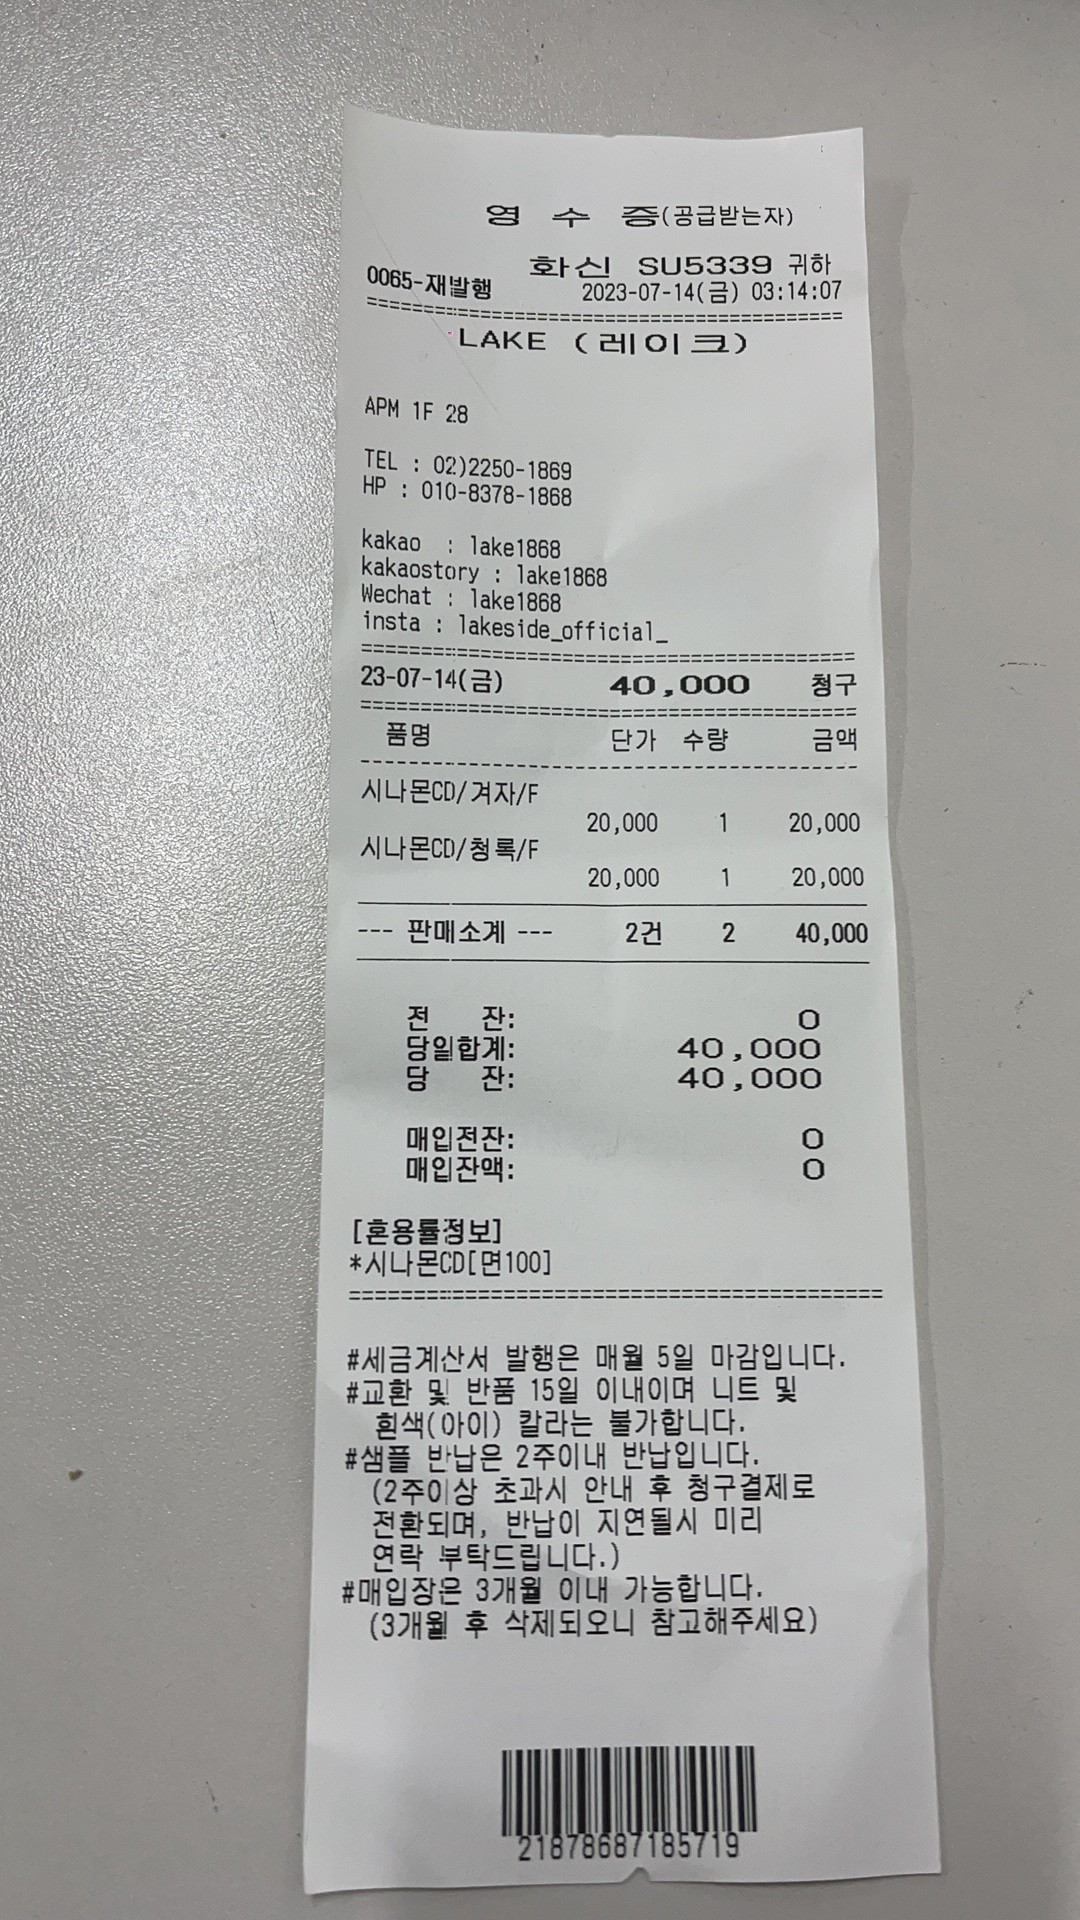 영 수 증(공급받는자)
화신 SU5339 귀하
0065-재발행 2023-07-14(금) 03:14:07
=========================================
LAKE (레이크)
APM 1F 28
TEL : 02)2250-1869
HP : 010-8378-1868
kakao : lake1868
kakaostory : lake1868
Wechat : lake1868
insta : lakeside_official_
=========================================
23-07-14(금) 40,000 청구
=========================================
품명 단가 수량 금액
-----------------------------------------
시나몬CD/겨자/F
20,000 1 20,000
시나몬CD/청록/F
20,000 1 20,000
--- 판매소계 --- 2건 2 40,000
전 잔: 0
당일합계: 40,000
당 잔: 40,000
매입전잔: 0
매입잔액: 0
[혼용률정보]
*시나몬CD[면100]
=========================================
#세금계산서 발행은 매월 5일 마감입니다.
#교환 및 반품 15일 이내이며 니트 및
흰색(아이) 칼라는 불가합니다.
#샘플 반납은 2주이내 반납입니다.
(2주이상 초과시 안내 후 청구결제로
전환되며, 반납이 지연될시 미리
연락 부탁드립니다.)
#매입장은 3개월 이내 가능합니다.
(3개월 후 삭제되오니 참고해주세요)
21878687185719